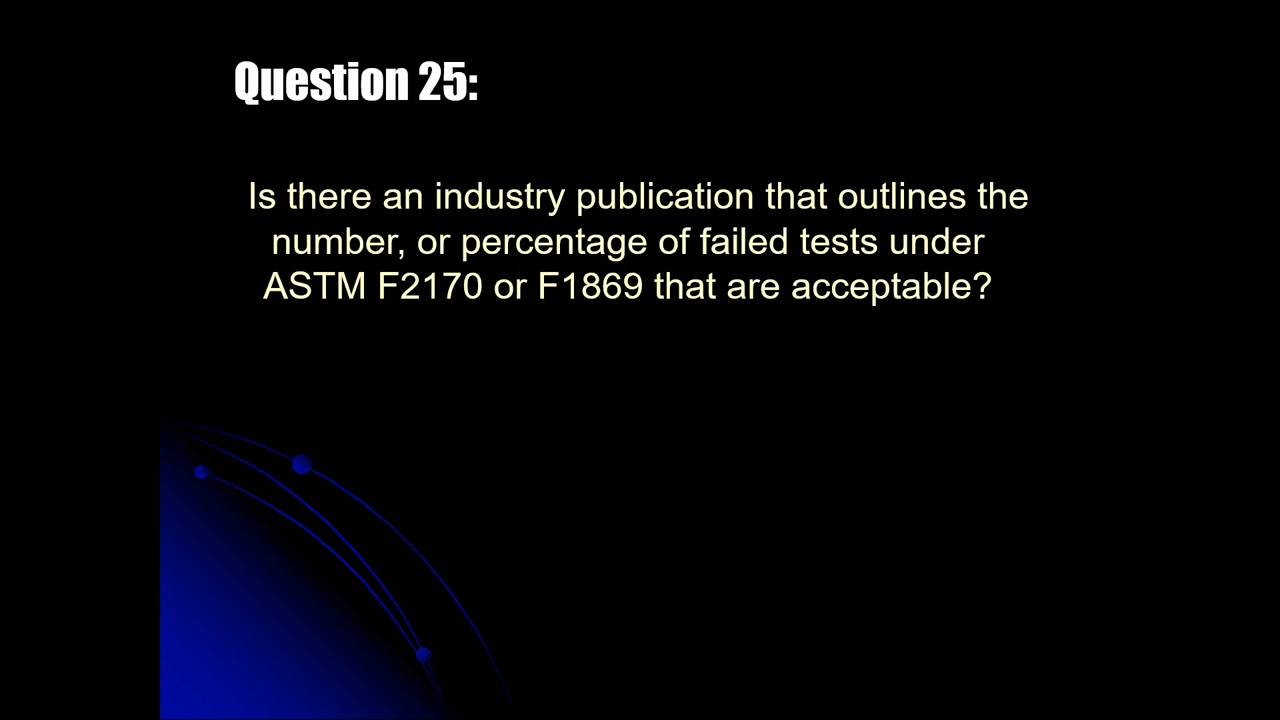 Question 25:
Is there an industry publication that outlines the
number, or percentage of failed tests under
ASTM F2170 or F1869 that are acceptable?